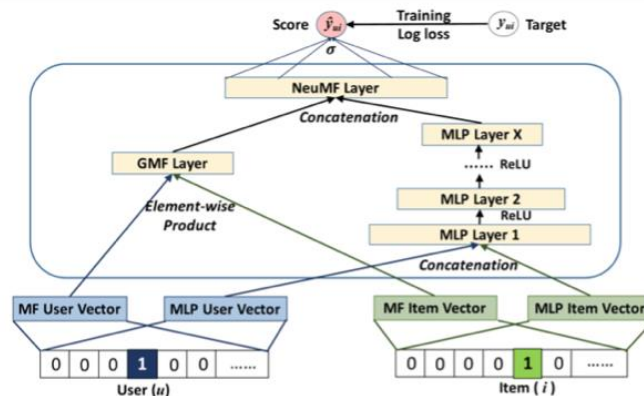 Score ŷui Training yui Target
Log loss
σ
NeuMF Layer
Concatenation
MLP Layer X
GMF Layer
...... ReLU
Element-wise
Product
MLP Layer 2
ReLU
MLP Layer 1
Concatenation
MF User Vector MLP User Vector MF Item Vector MLP Item Vector
0 0 0 1 0 0 ...... 0 0 0 0 1 0 ......
User (u) Item ( i )